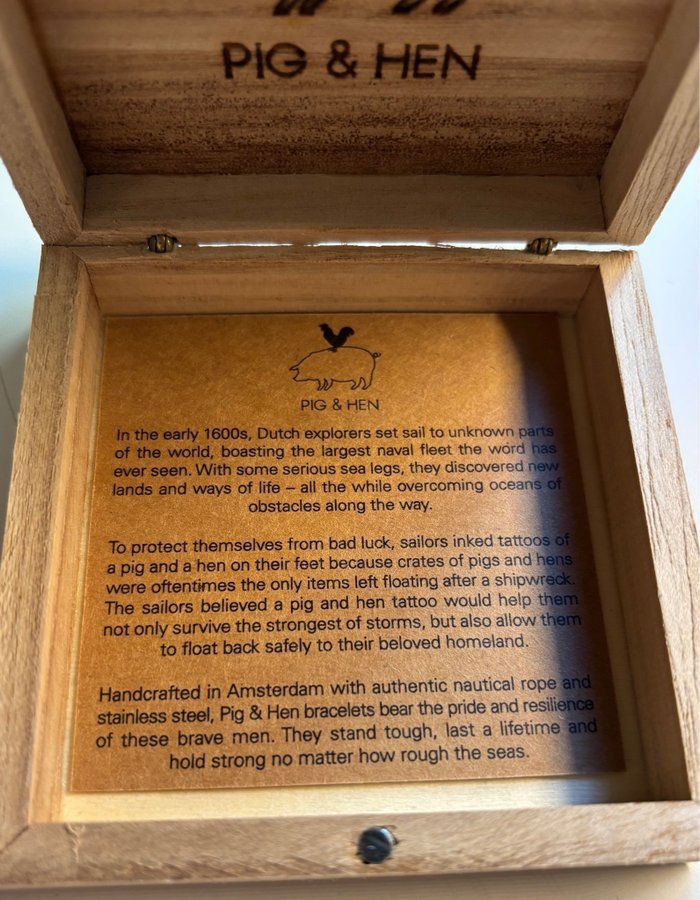 PIG & HEN
PIG & HEN
In the early 1600s, Dutch explorers set sail to unknown parts
of the world, boasting the largest naval fleet the word has
ever seen. With some serious sea legs, they discovered new
lands and ways of life – all the while overcoming oceans of
obstacles along the way.
To protect themselves from bad luck, sailors inked tattoos of
a pig and a hen on their feet because crates of pigs and hens
were oftentimes the only items left floating after a shipwreck.
The sailors believed a pig and hen tattoo would help them
not only survive the strongest of storms, but also allow them
to float back safely to their beloved homeland.
Handcrafted in Amsterdam with authentic nautical rope and
stainless steel, Pig & Hen bracelets bear the pride and resilience
of these brave men. They stand tough, last a lifetime and
hold strong no matter how rough the seas.